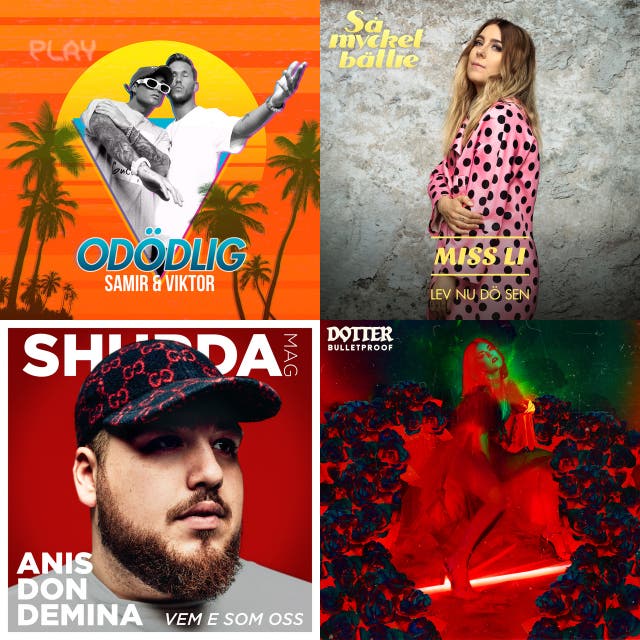 PLAY
ODÖDLIG
SAMIR & VIKTOR
Så
mycket
bättre
MISS LI
LEV NU DÖ SEN
SHURDA
MAG
ANIS
DON
DEMINA
VEM E SOM OSS
DOTTER
BULLETPROOF